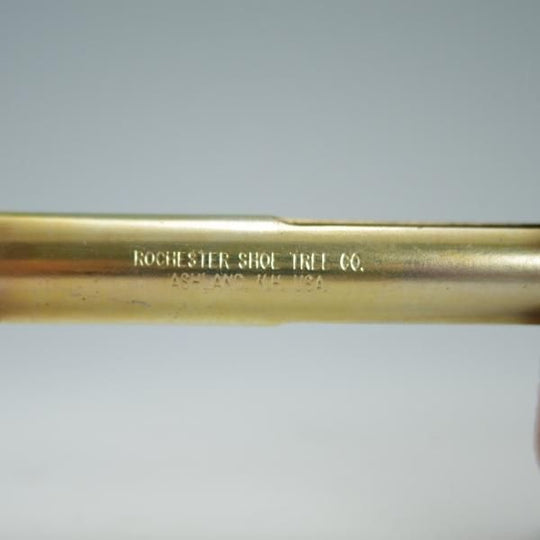 ROCHESTER SHOE TREE CO.
ASHLAND, NH USA